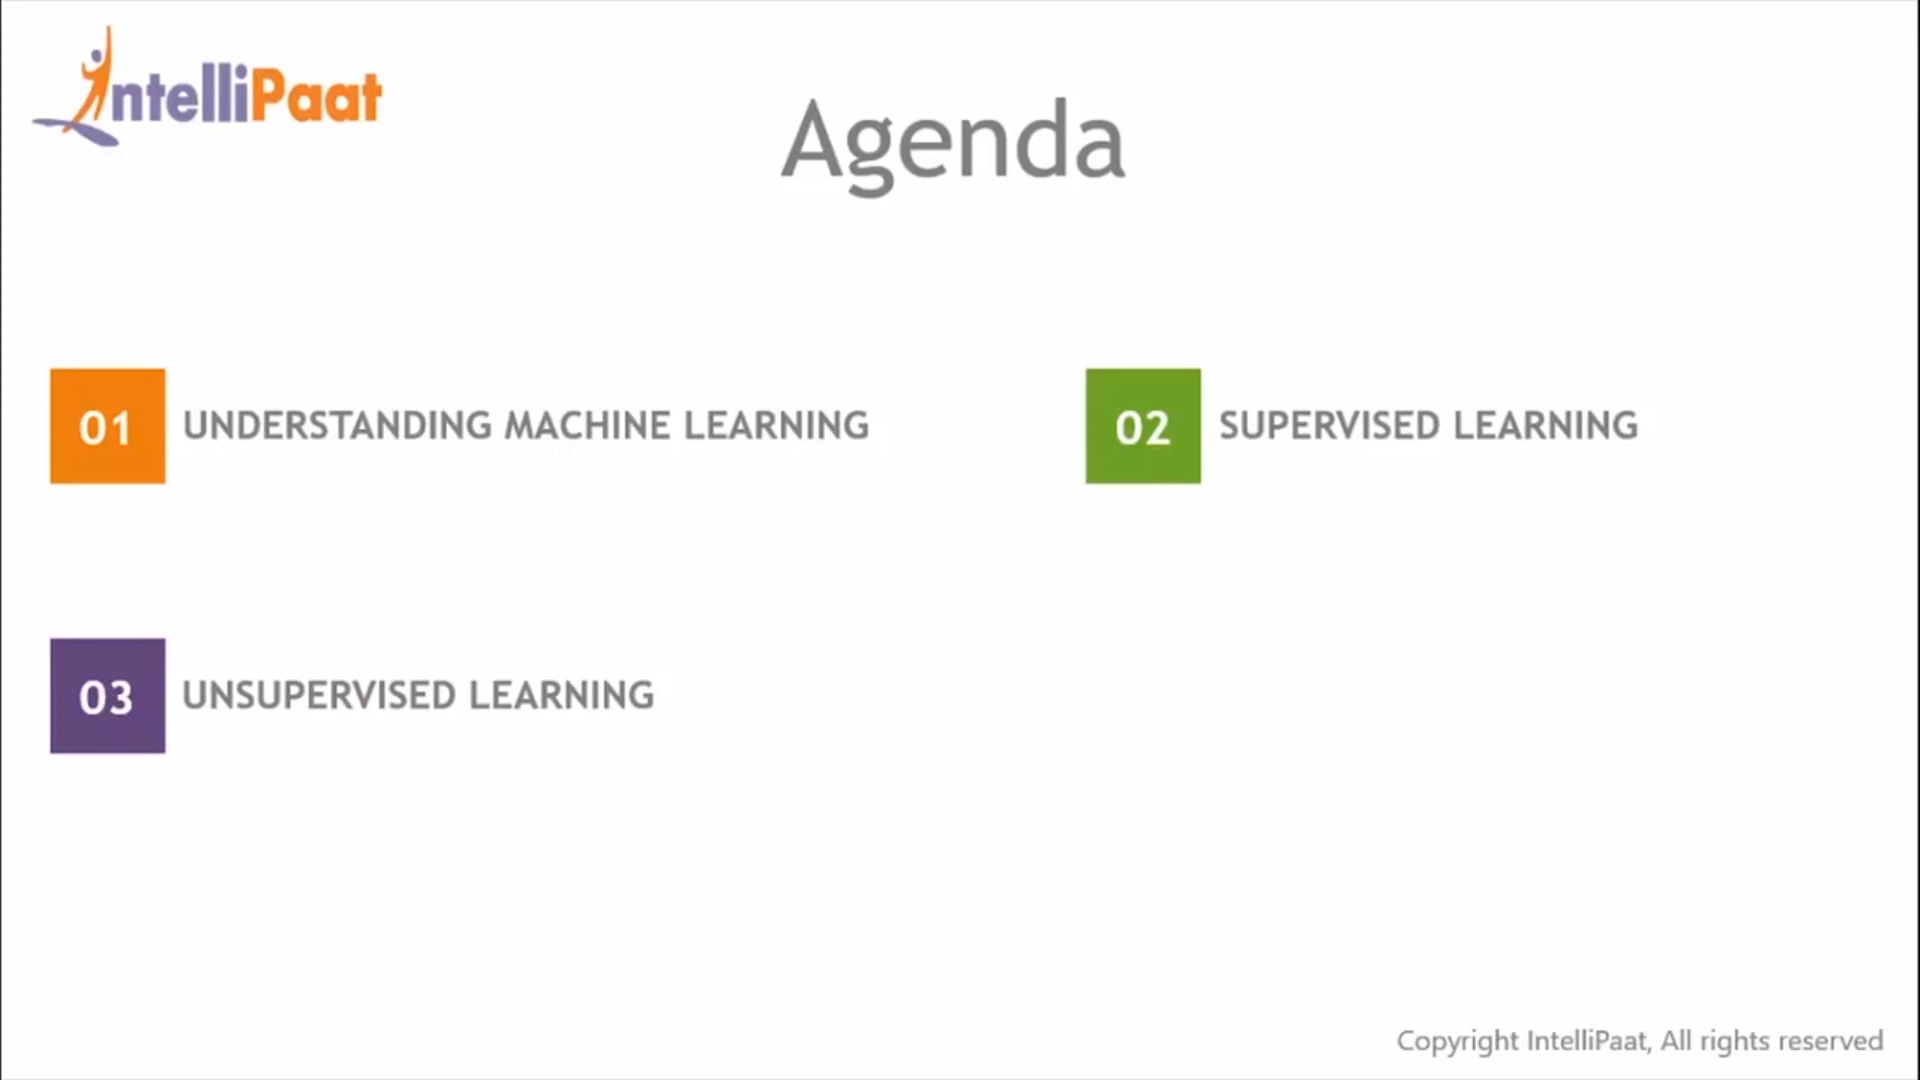 IntelliPaat
Agenda
01 UNDERSTANDING MACHINE LEARNING
02 SUPERVISED LEARNING
03 UNSUPERVISED LEARNING
Copyright IntelliPaat, All rights reserved